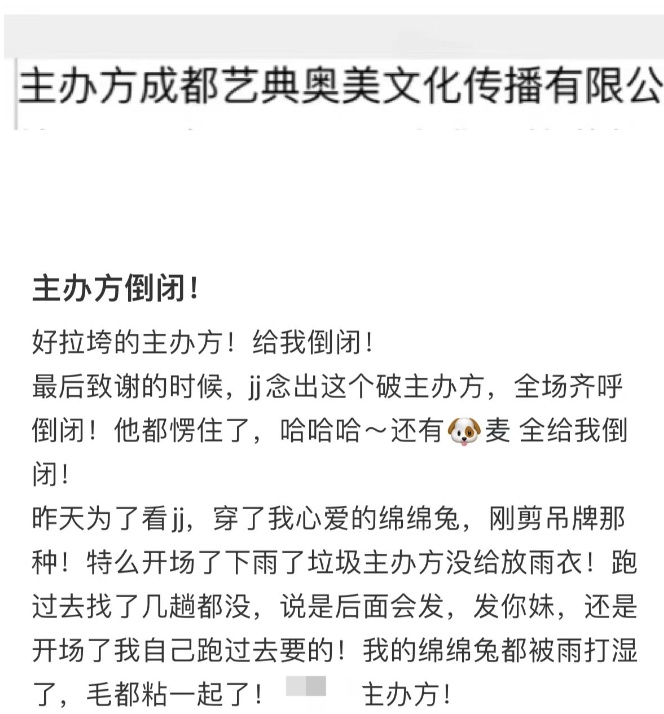 主办方成都艺典奥美文化传播有限公
主办方倒闭！
好拉垮的主办方！给我倒闭！
最后致谢的时候，jj念出这个破主办方，全场齐呼
倒闭！他都愣住了，哈哈哈～还有🐶麦 全给我倒
闭！
昨天为了看jj，穿了我心爱的绵绵兔，刚剪吊牌那
种！特么开场了下雨了垃圾主办方没给放雨衣！跑
过去找了几趟都没，说是后面会发，发你妹，还是
开场了我自己跑过去要的！我的绵绵兔都被雨打湿
了，毛都粘一起了！ 主办方！